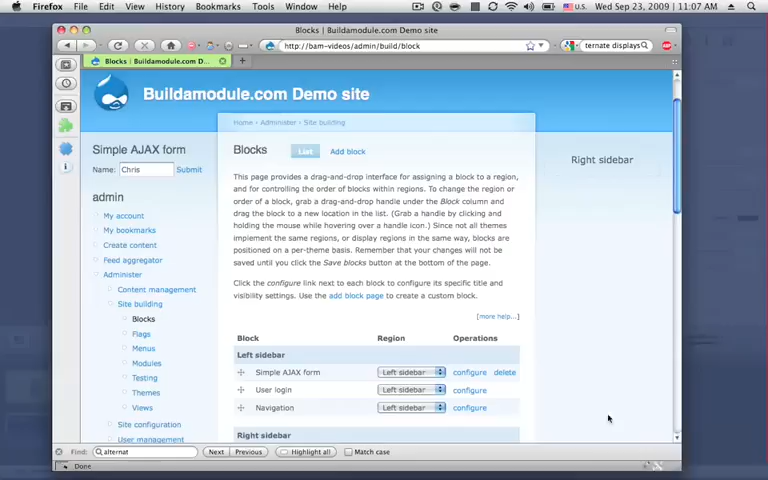 Firefox File Edit View History Bookmarks Tools Window Help U.S. Wed Sep 23, 2009 11:07 AM
Blocks | Buildamodule.com Demo site
http://bam-videos/admin/build/block
ternate displays
Blocks | Buildamodule.com D...
Buildamodule.com Demo site
Home › Administer › Site building
Simple AJAX form
Name: Chris Submit
admin
My account
My bookmarks
Create content
Feed aggregator
Administer
Content management
Site building
Blocks
Flags
Menus
Modules
Testing
Themes
Views
Site configuration
User management
Blocks List Add block
This page provides a drag-and-drop interface for assigning a block to a region,
and for controlling the order of blocks within regions. To change the region or
order of a block, grab a drag-and-drop handle under the Block column and
drag the block to a new location in the list. (Grab a handle by clicking and
holding the mouse while hovering over a handle icon.) Since not all themes
implement the same regions, or display regions in the same way, blocks are
positioned on a per-theme basis. Remember that your changes will not be
saved until you click the Save blocks button at the bottom of the page.
Click the configure link next to each block to configure its specific title and
visibility settings. Use the add block page to create a custom block.
[more help...]
Block Region Operations
Left sidebar
Simple AJAX form Left sidebar configure delete
User login Left sidebar configure
Navigation Left sidebar configure
Right sidebar
Right sidebar
alternat Next Previous Highlight all Match case
Done